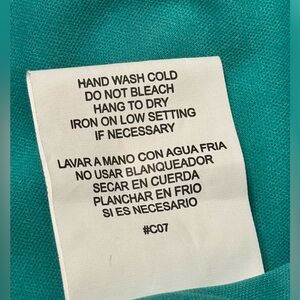 HAND WASH COLD
DO NOT BLEACH
HANG TO DRY
IRON ON LOW SETTING
IF NECESSARY
LAVAR A MANO CON AGUA FRIA
NO USAR BLANQUEADOR
SECAR EN CUERDA
PLANCHAR EN FRIO
SI ES NECESARIO
#C07